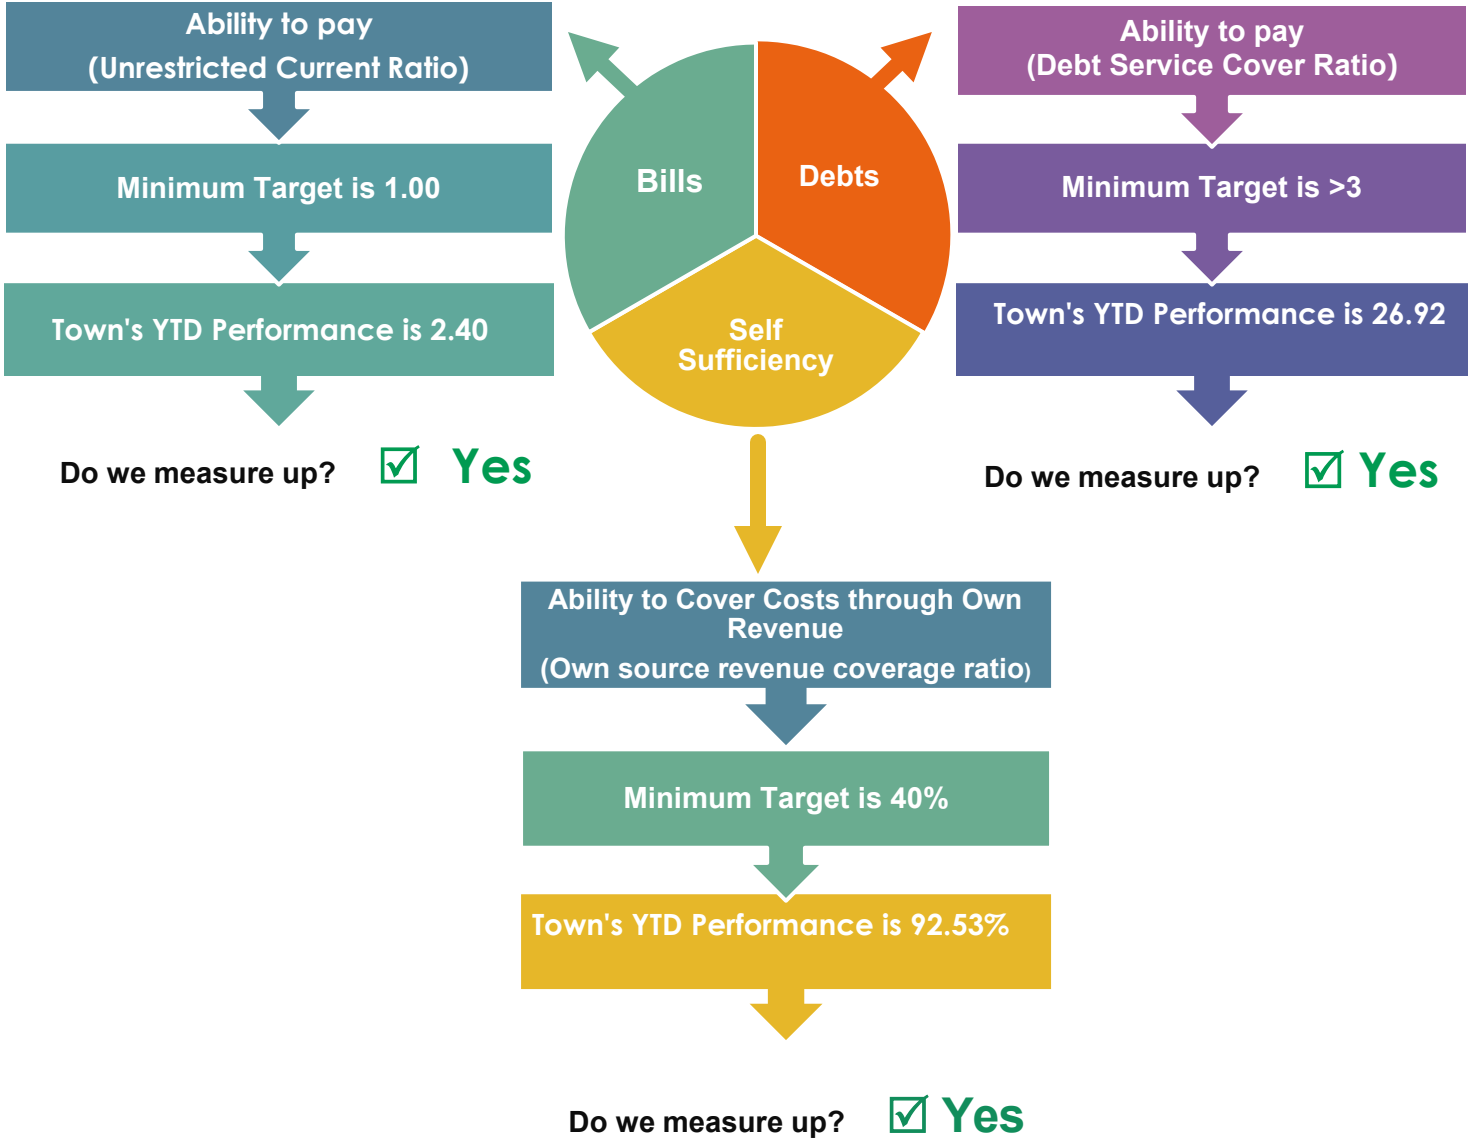 Ability to pay
(Unrestricted Current Ratio)
Minimum Target is 1.00
Town's YTD Performance is 2.40
Do we measure up? ☑ Yes
Bills
Debts
Self
Sufficiency
Ability to pay
(Debt Service Cover Ratio)
Minimum Target is >3
Town's YTD Performance is 26.92
Do we measure up? ☑ Yes
Ability to Cover Costs through Own
Revenue
(Own source revenue coverage ratio)
Minimum Target is 40%
Town's YTD Performance is 92.53%
Do we measure up? ☑ Yes